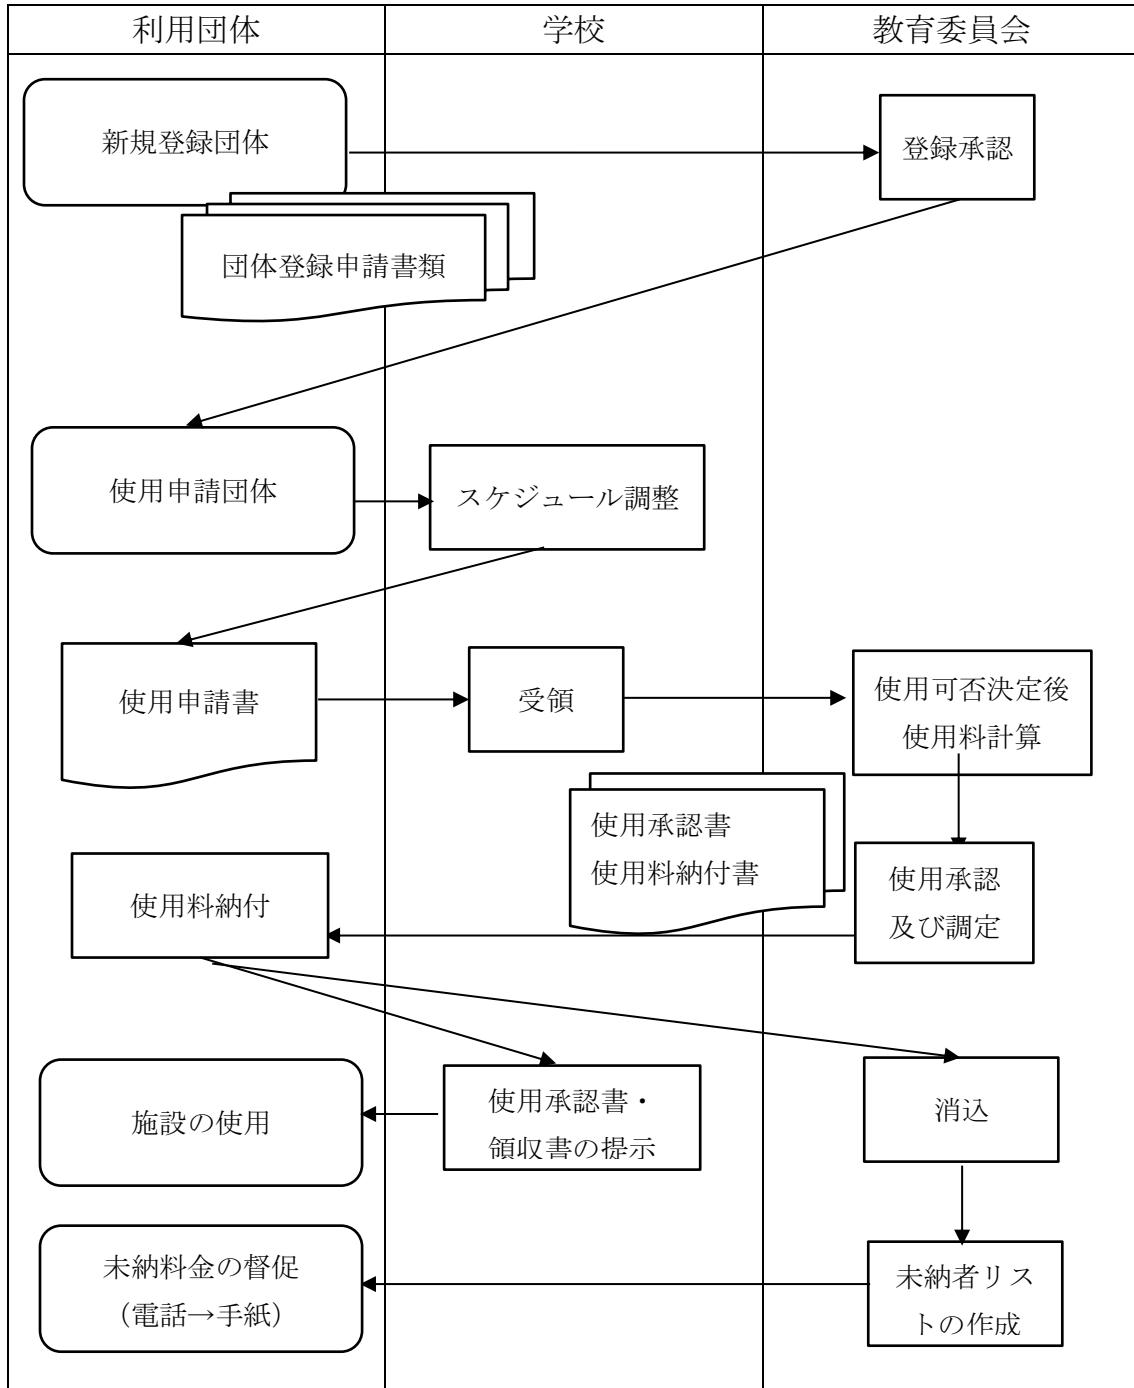 利用団体
学校
教育委員会
新規登録団体
登録承認
団体登録申請書類
使用申請団体
スケジュール調整
使用申請書
受領
使用可否決定後
使用料計算
使用承認書
使用料納付書
使用料納付
使用承認
及び調定
施設の使用
使用承認書・
領収書の提示
消込
未納料金の督促
（電話→手紙）
未納者リス
トの作成